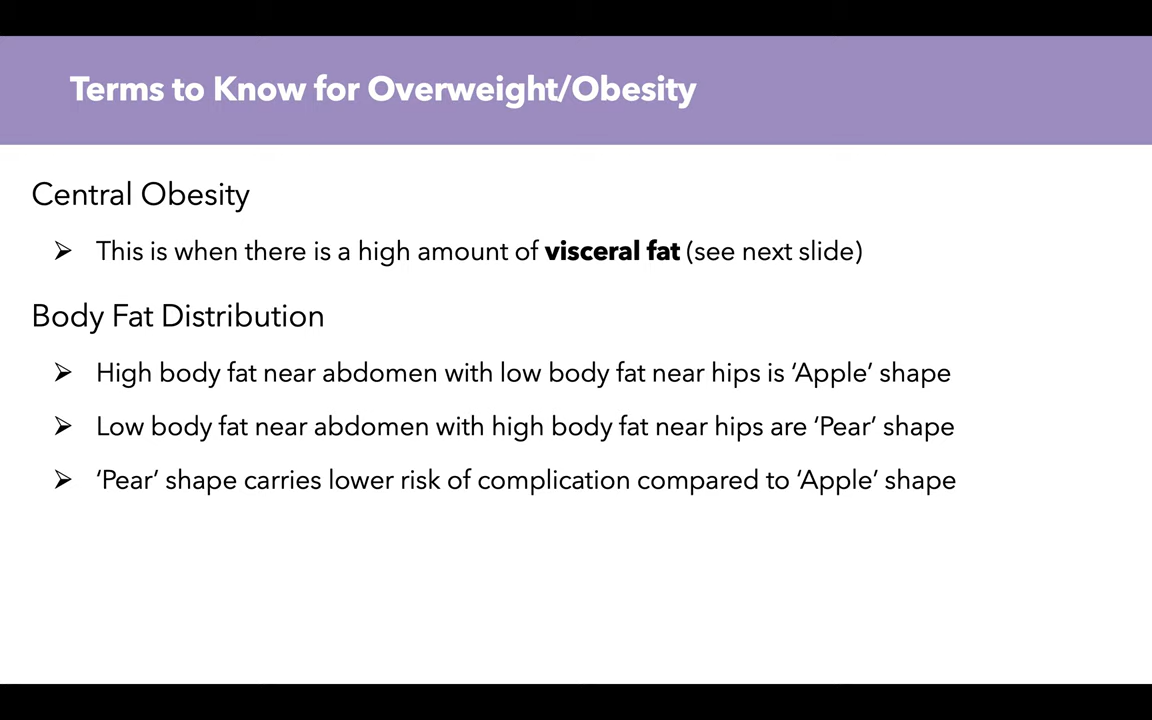 Terms to Know for Overweight/Obesity
Central Obesity
➢ This is when there is a high amount of visceral fat (see next slide)
Body Fat Distribution
➢ High body fat near abdomen with low body fat near hips is ‘Apple’ shape
➢ Low body fat near abdomen with high body fat near hips are ‘Pear’ shape
➢ ‘Pear’ shape carries lower risk of complication compared to ‘Apple’ shape